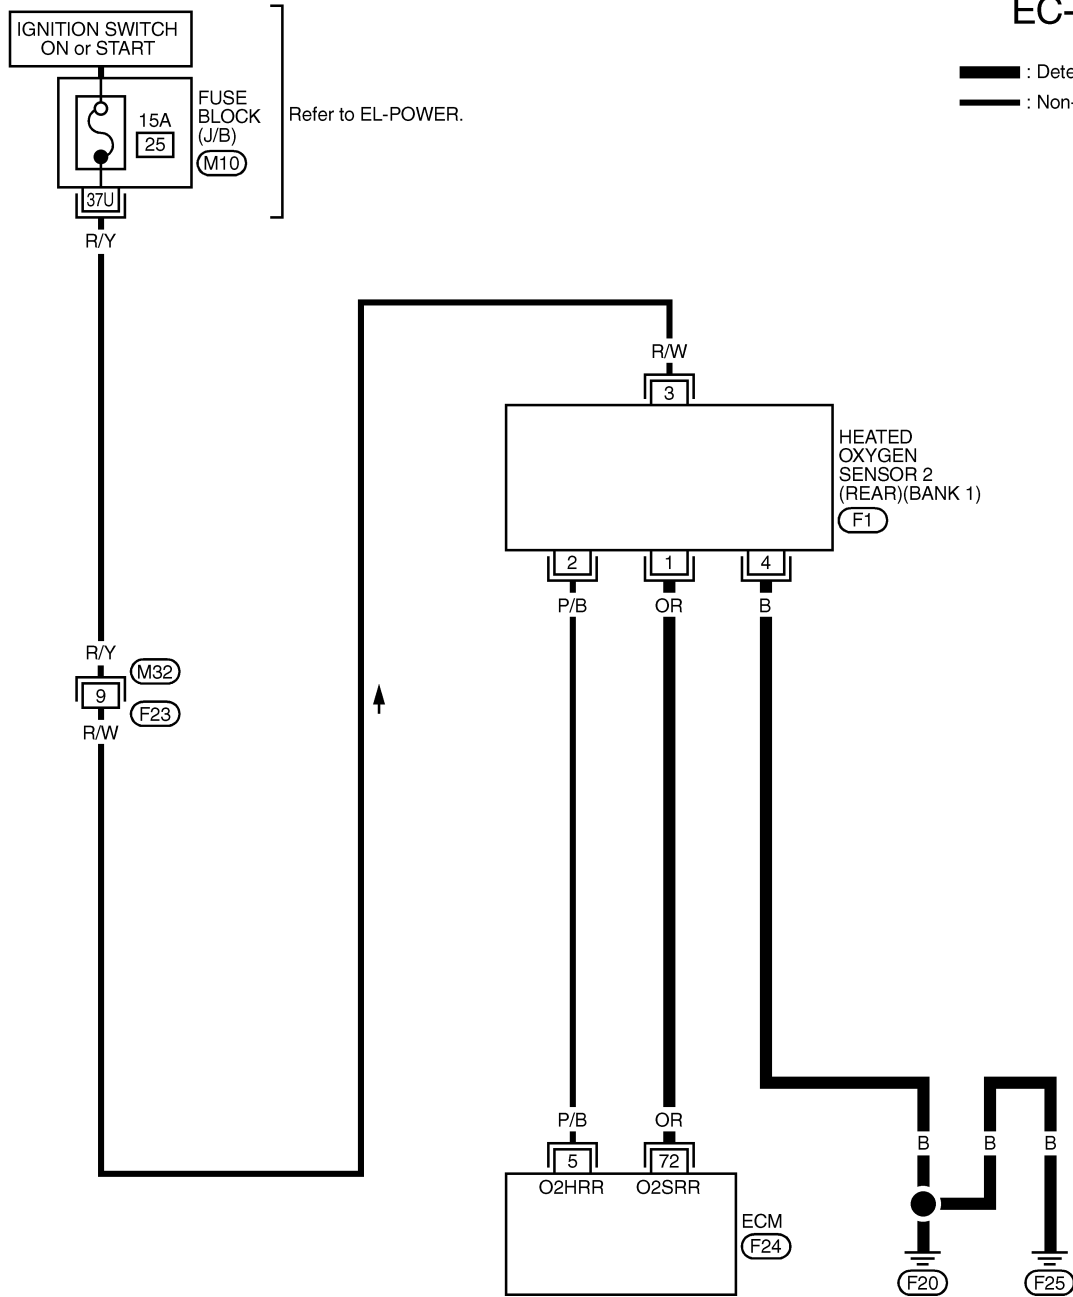 EC-
IGNITION SWITCH
ON or START
: Dete
: Non-
FUSE
BLOCK
(J/B)
M10
15A
25
Refer to EL-POWER.
37U
R/Y
R/W
3
HEATED
OXYGEN
SENSOR 2
(REAR)(BANK 1)
F1
2
1
4
P/B
OR
B
R/Y
M32
9
F23
R/W
P/B
OR
B
B
B
5
72
O2HRR
O2SRR
ECM
F24
F20
F25